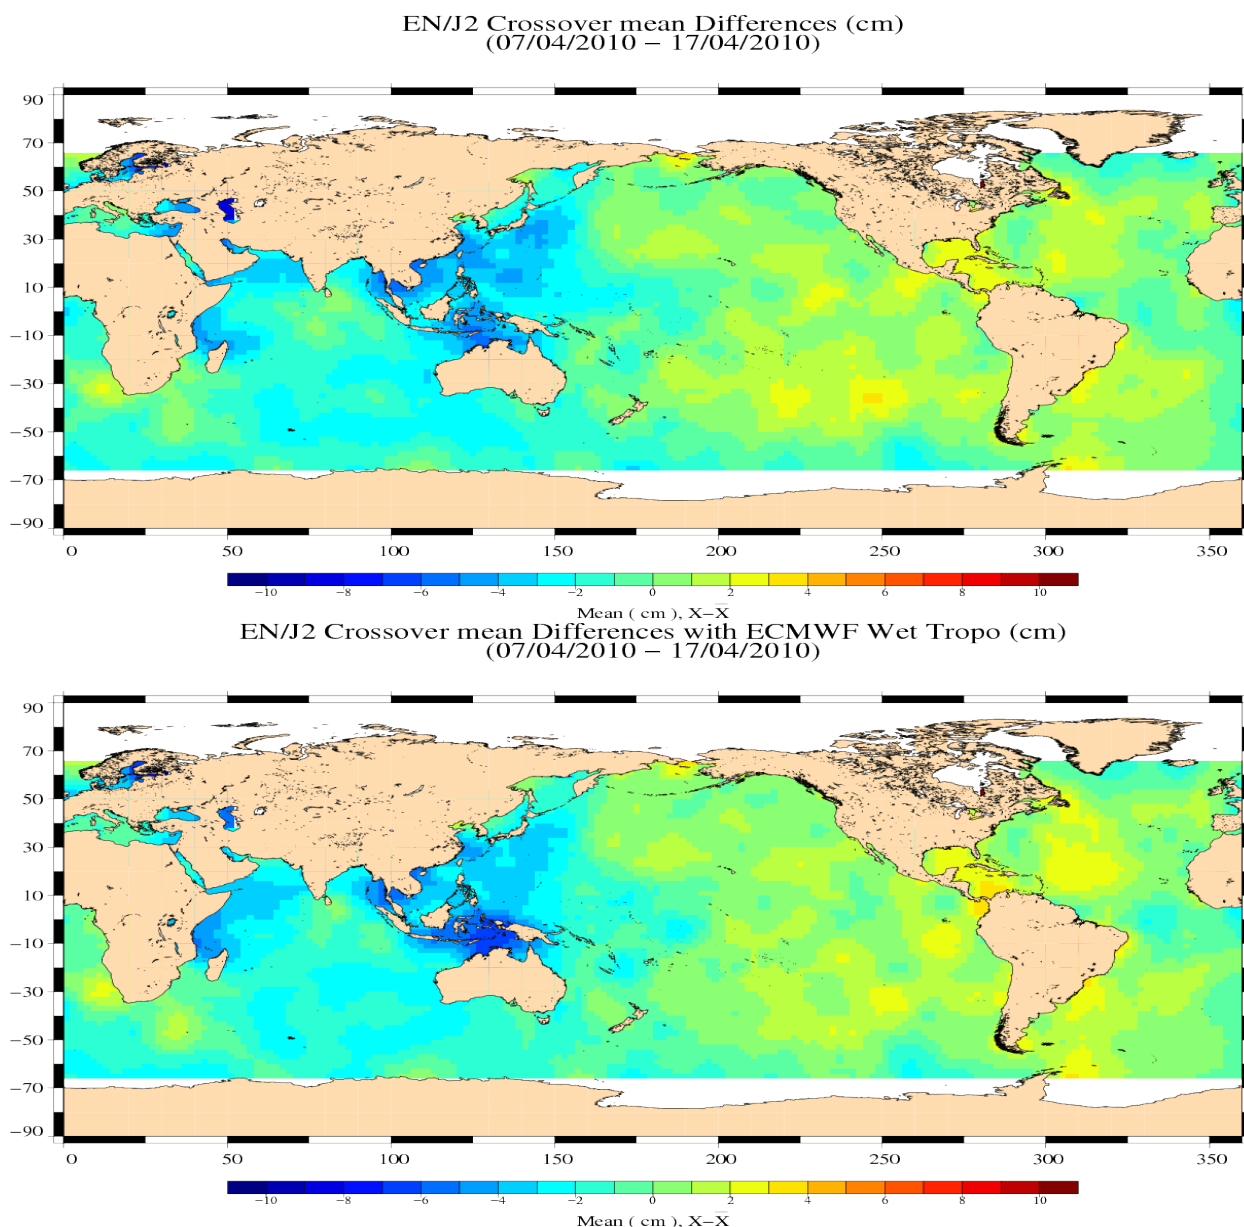 EN/J2 Crossover mean Differences (cm)
(07/04/2010 − 17/04/2010)
90
70
50
30
10
−10
−30
−50
−70
−90
0 50 100 150 200 250 300 350
−10 −8 −6 −4 −2 0 2 4 6 8 10
Mean ( cm ), X−X̅
EN/J2 Crossover mean Differences with ECMWF Wet Tropo (cm)
(07/04/2010 − 17/04/2010)
90
70
50
30
10
−10
−30
−50
−70
−90
0 50 100 150 200 250 300 350
−10 −8 −6 −4 −2 0 2 4 6 8 10
Mean ( cm ), X−X̅